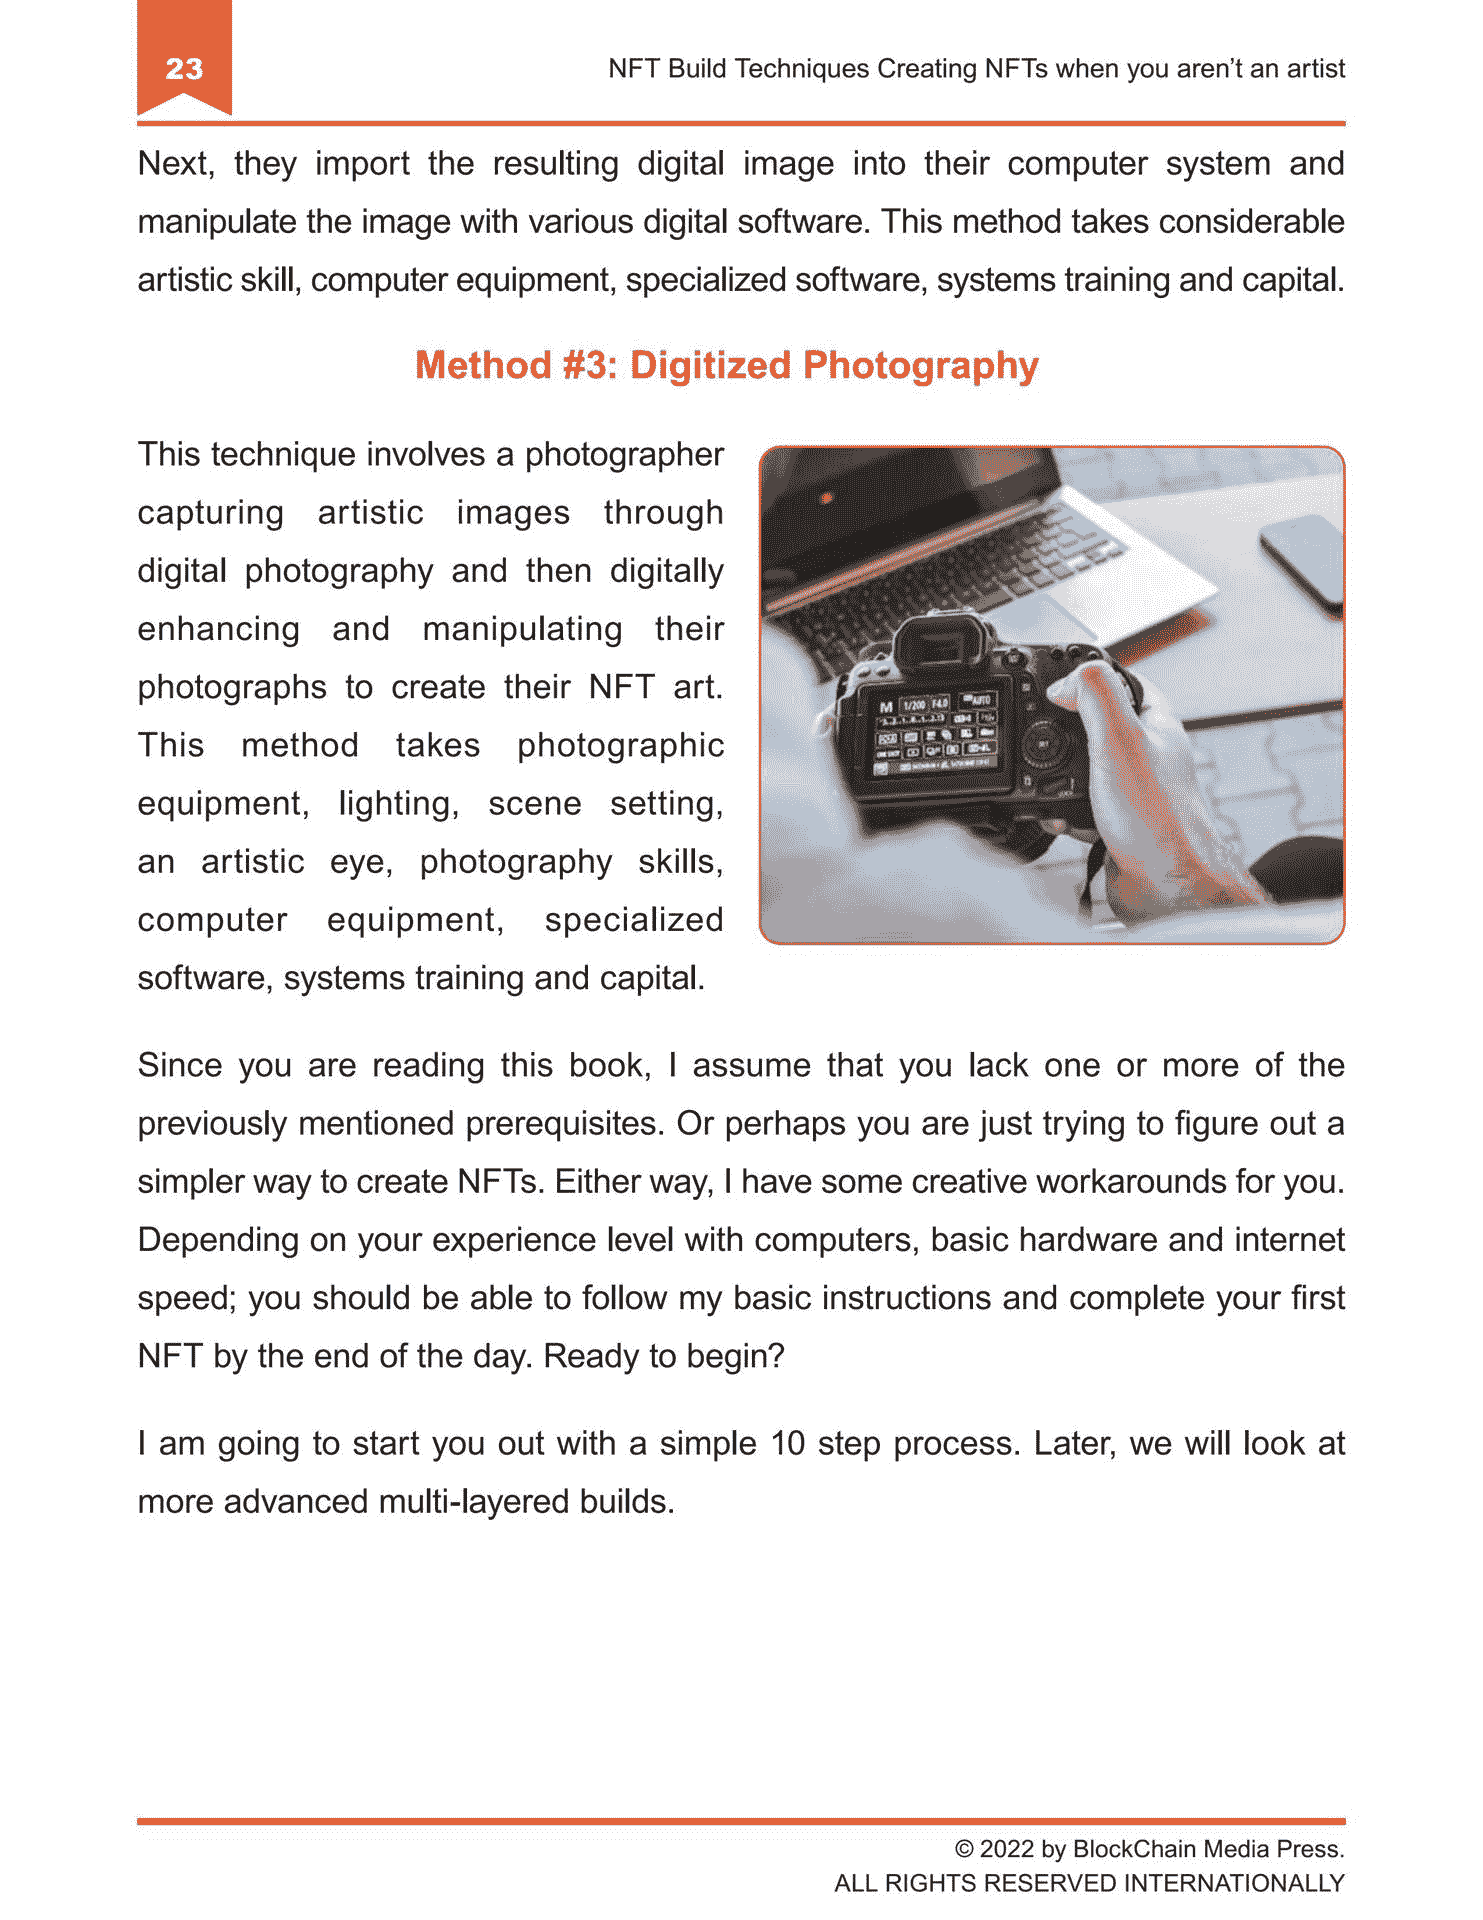 23
NFT Build Techniques Creating NFTs when you aren't an artist
Next, they import the resulting digital image into their computer system and
manipulate the image with various digital software. This method takes considerable
artistic skill, computer equipment, specialized software, systems training and capital.
Method #3: Digitized Photography
This technique involves a photographer
capturing artistic images through
digital photography and then digitally
enhancing and manipulating their
photographs to create their NFT art.
This method takes photographic
equipment, lighting, scene setting,
an artistic eye, photography skills,
computer equipment, specialized
software, systems training and capital.
M 1/200 F4.0 AUTO
Since you are reading this book, I assume that you lack one or more of the
previously mentioned prerequisites. Or perhaps you are just trying to figure out a
simpler way to create NFTs. Either way, I have some creative workarounds for you.
Depending on your experience level with computers, basic hardware and internet
speed; you should be able to follow my basic instructions and complete your first
NFT by the end of the day. Ready to begin?
I am going to start you out with a simple 10 step process. Later, we will look at
more advanced multi-layered builds.
© 2022 by BlockChain Media Press.
ALL RIGHTS RESERVED INTERNATIONALLY